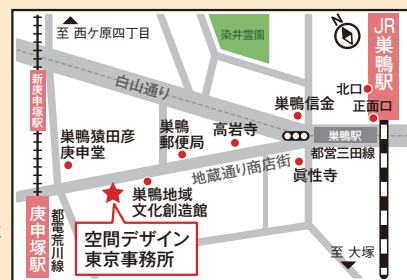 至 西ケ原四丁目
染井霊園
JR
巣鴨駅
白山通り
新庚申塚駅
北口
正面口
巣鴨信金
巣鴨猿田彦
庚申堂
巣鴨
郵便局
高岩寺
巣鴨駅
都営三田線
地蔵通り商店街
眞性寺
巣鴨地域
文化創造館
庚申塚駅
都電荒川線
空間デザイン
東京事務所
至 大塚